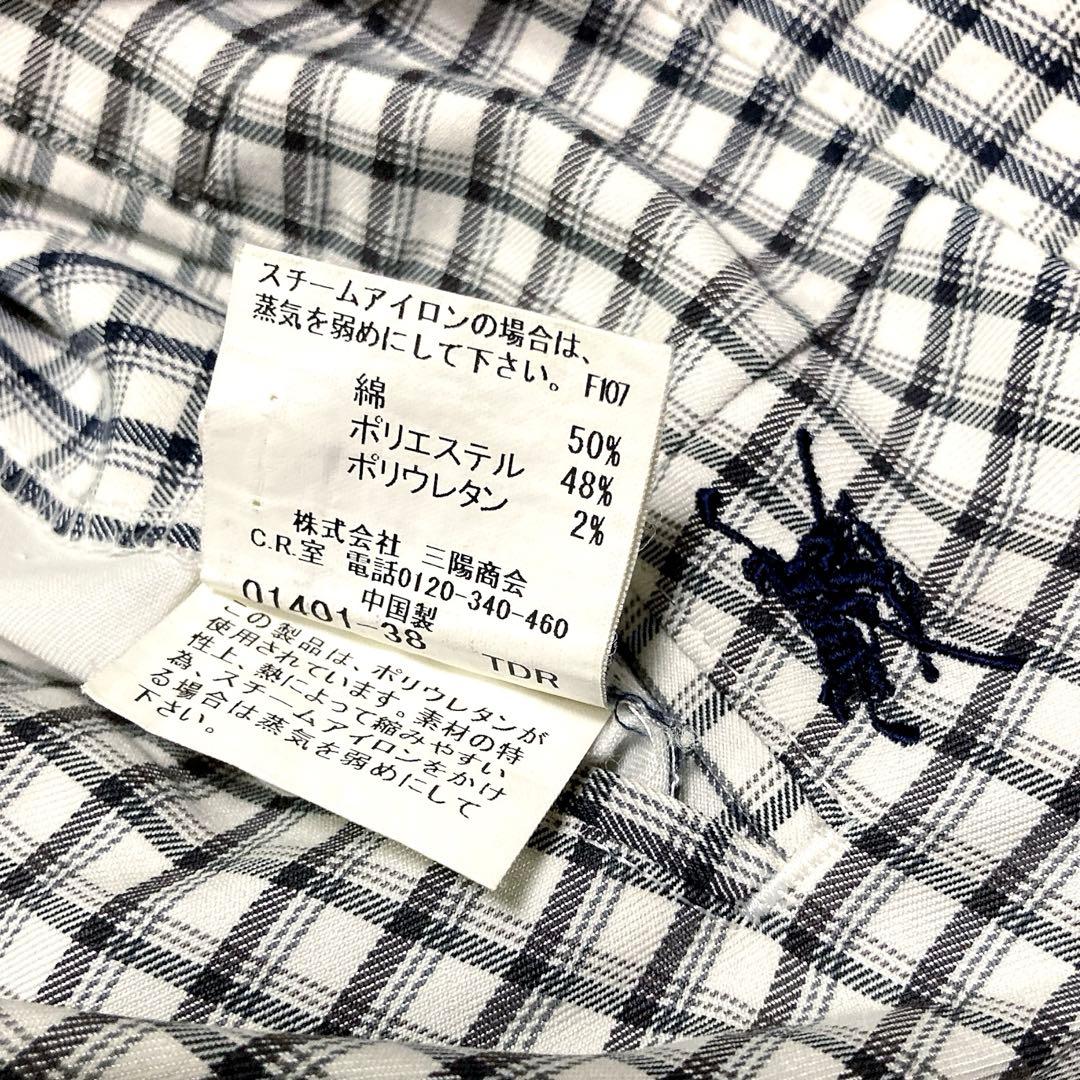 スチームアイロンの場合は、
蒸気を弱めにして下さい。 F107
綿 50%
ポリエステル 48%
ポリウレタン 2%
株式会社 三陽商会
C.R.室 電話0120-340-460
中国製
01401-38 TDR
この製品は、ポリウレタンが
使用されています。素材の特
性上、熱によって縮みやすい
為、スチームアイロンをかけ
る場合は蒸気を弱めにして
下さい。